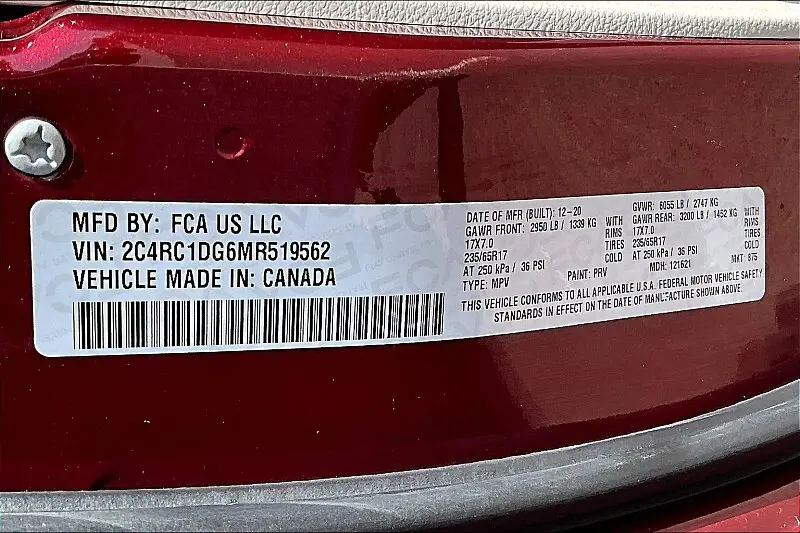 MFD BY: FCA US LLC
VIN: 2C4RC1DG6MR519562
VEHICLE MADE IN: CANADA
DATE OF MFR (BUILT): 12-20
GAWR FRONT: 2950 LB / 1339 KG WITH
17X7.0 RIMS
235/65R17 TIRES
AT 250 kPa / 36 PSI COLD
TYPE: MPV PAINT: PRV
GVWR: 6055 LB / 2747 KG
GAWR REAR: 3200 LB / 1452 KG WITH
17X7.0 RIMS
235/65R17 TIRES
AT 250 kPa / 36 PSI COLD
MDH: 121621 MKT: 875
THIS VEHICLE CONFORMS TO ALL APPLICABLE U.S.A. FEDERAL MOTOR VEHICLE SAFETY
STANDARDS IN EFFECT ON THE DATE OF MANUFACTURE SHOWN ABOVE.